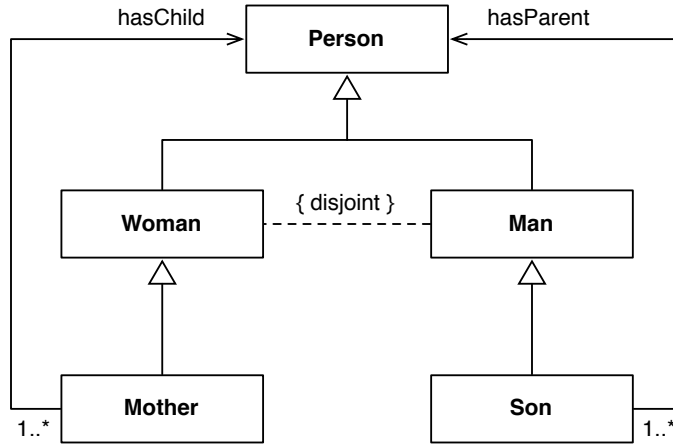 hasChild
Person
hasParent
Woman
{ disjoint }
Man
Mother
Son
1..*
1..*